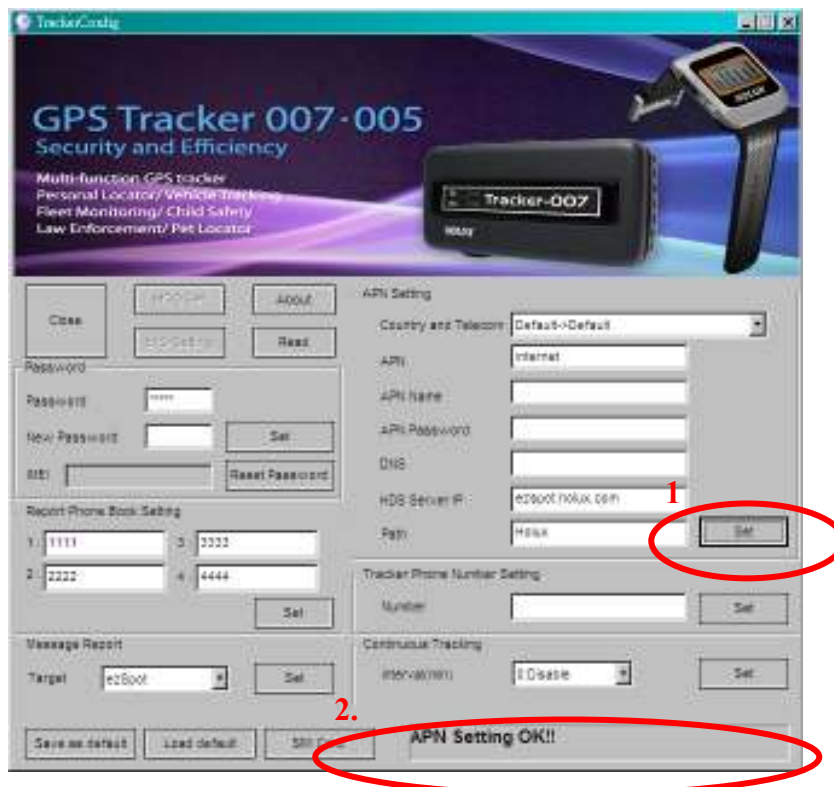 TrackerConfig
GPS Tracker 007·005
Security and Efficiency
Multi-function GPS tracker
Personal Locator/ Vehicle Tracking
Fleet Monitoring/ Child Safety
Law Enforcement/ Pet Locator
Tracker-007
HOLUX
Close
About
Read
Password
Password
New Password
Set
IMEI
Reset Password
Report Phone Book Setting
1 : 1111
3 : 3333
2 : 2222
4 : 4444
Set
Message Report
Target ezSpot Set
Save as default Load default
APN Setting
Country and Telecom Default->Default
APN internet
APN Name
APN Password
DNS
HDS Server IP ezspot.holux.com
Path Holux Set
1
Tracker Phone Number Setting
Number Set
Continuous Tracking
Interval(min) 0:Disable Set
2.
APN Setting OK!!